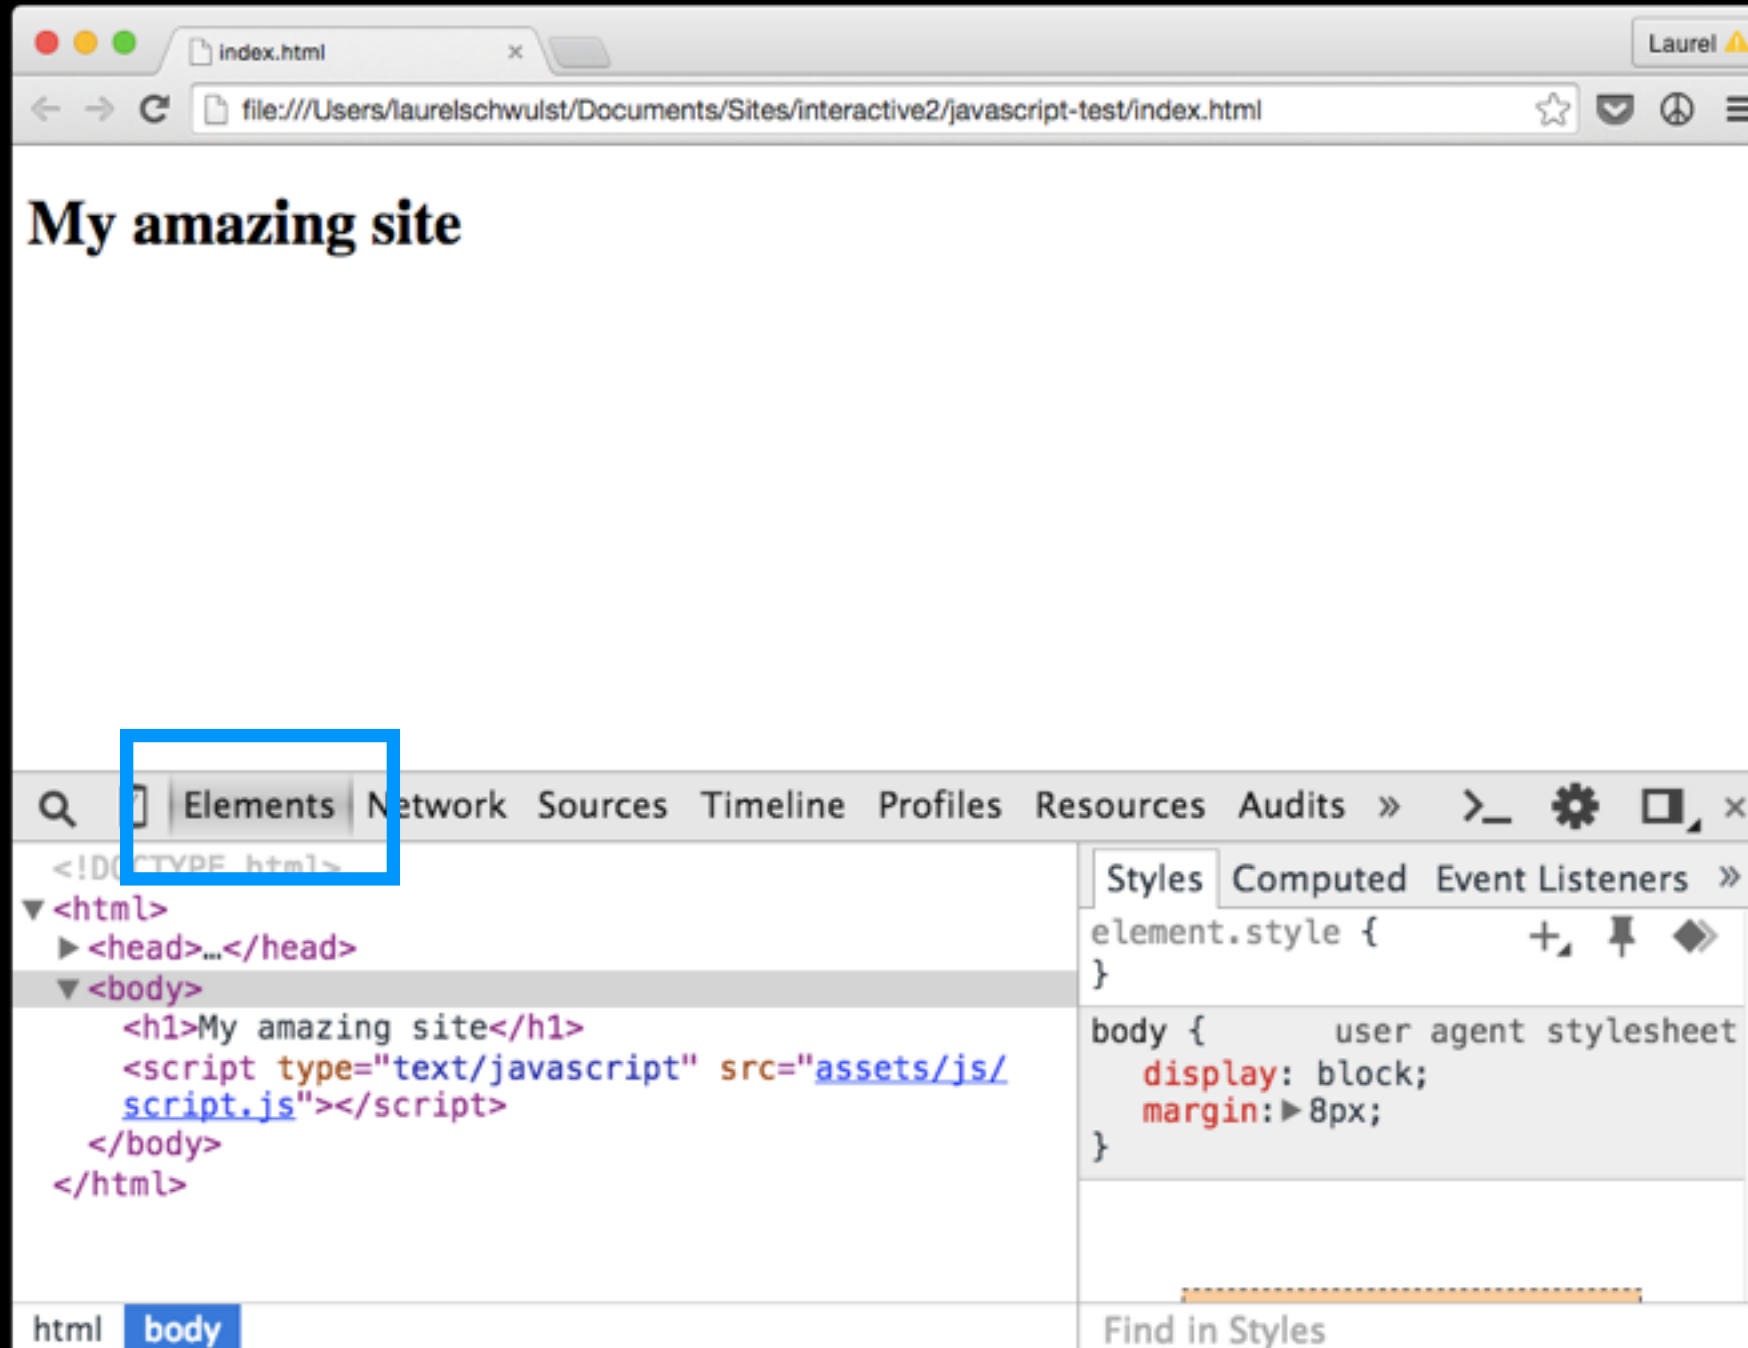 index.html
Laurel
file:///Users/laurelschwulst/Documents/Sites/interactive2/javascript-test/index.html
My amazing site
Elements Network Sources Timeline Profiles Resources Audits »
<!DOCTYPE html>
<html>
<head>…</head>
<body>
<h1>My amazing site</h1>
<script type="text/javascript" src="assets/js/
script.js"></script>
</body>
</html>
html body
Styles Computed Event Listeners »
element.style {
}
body { user agent stylesheet
display: block;
margin: 8px;
}
Find in Styles